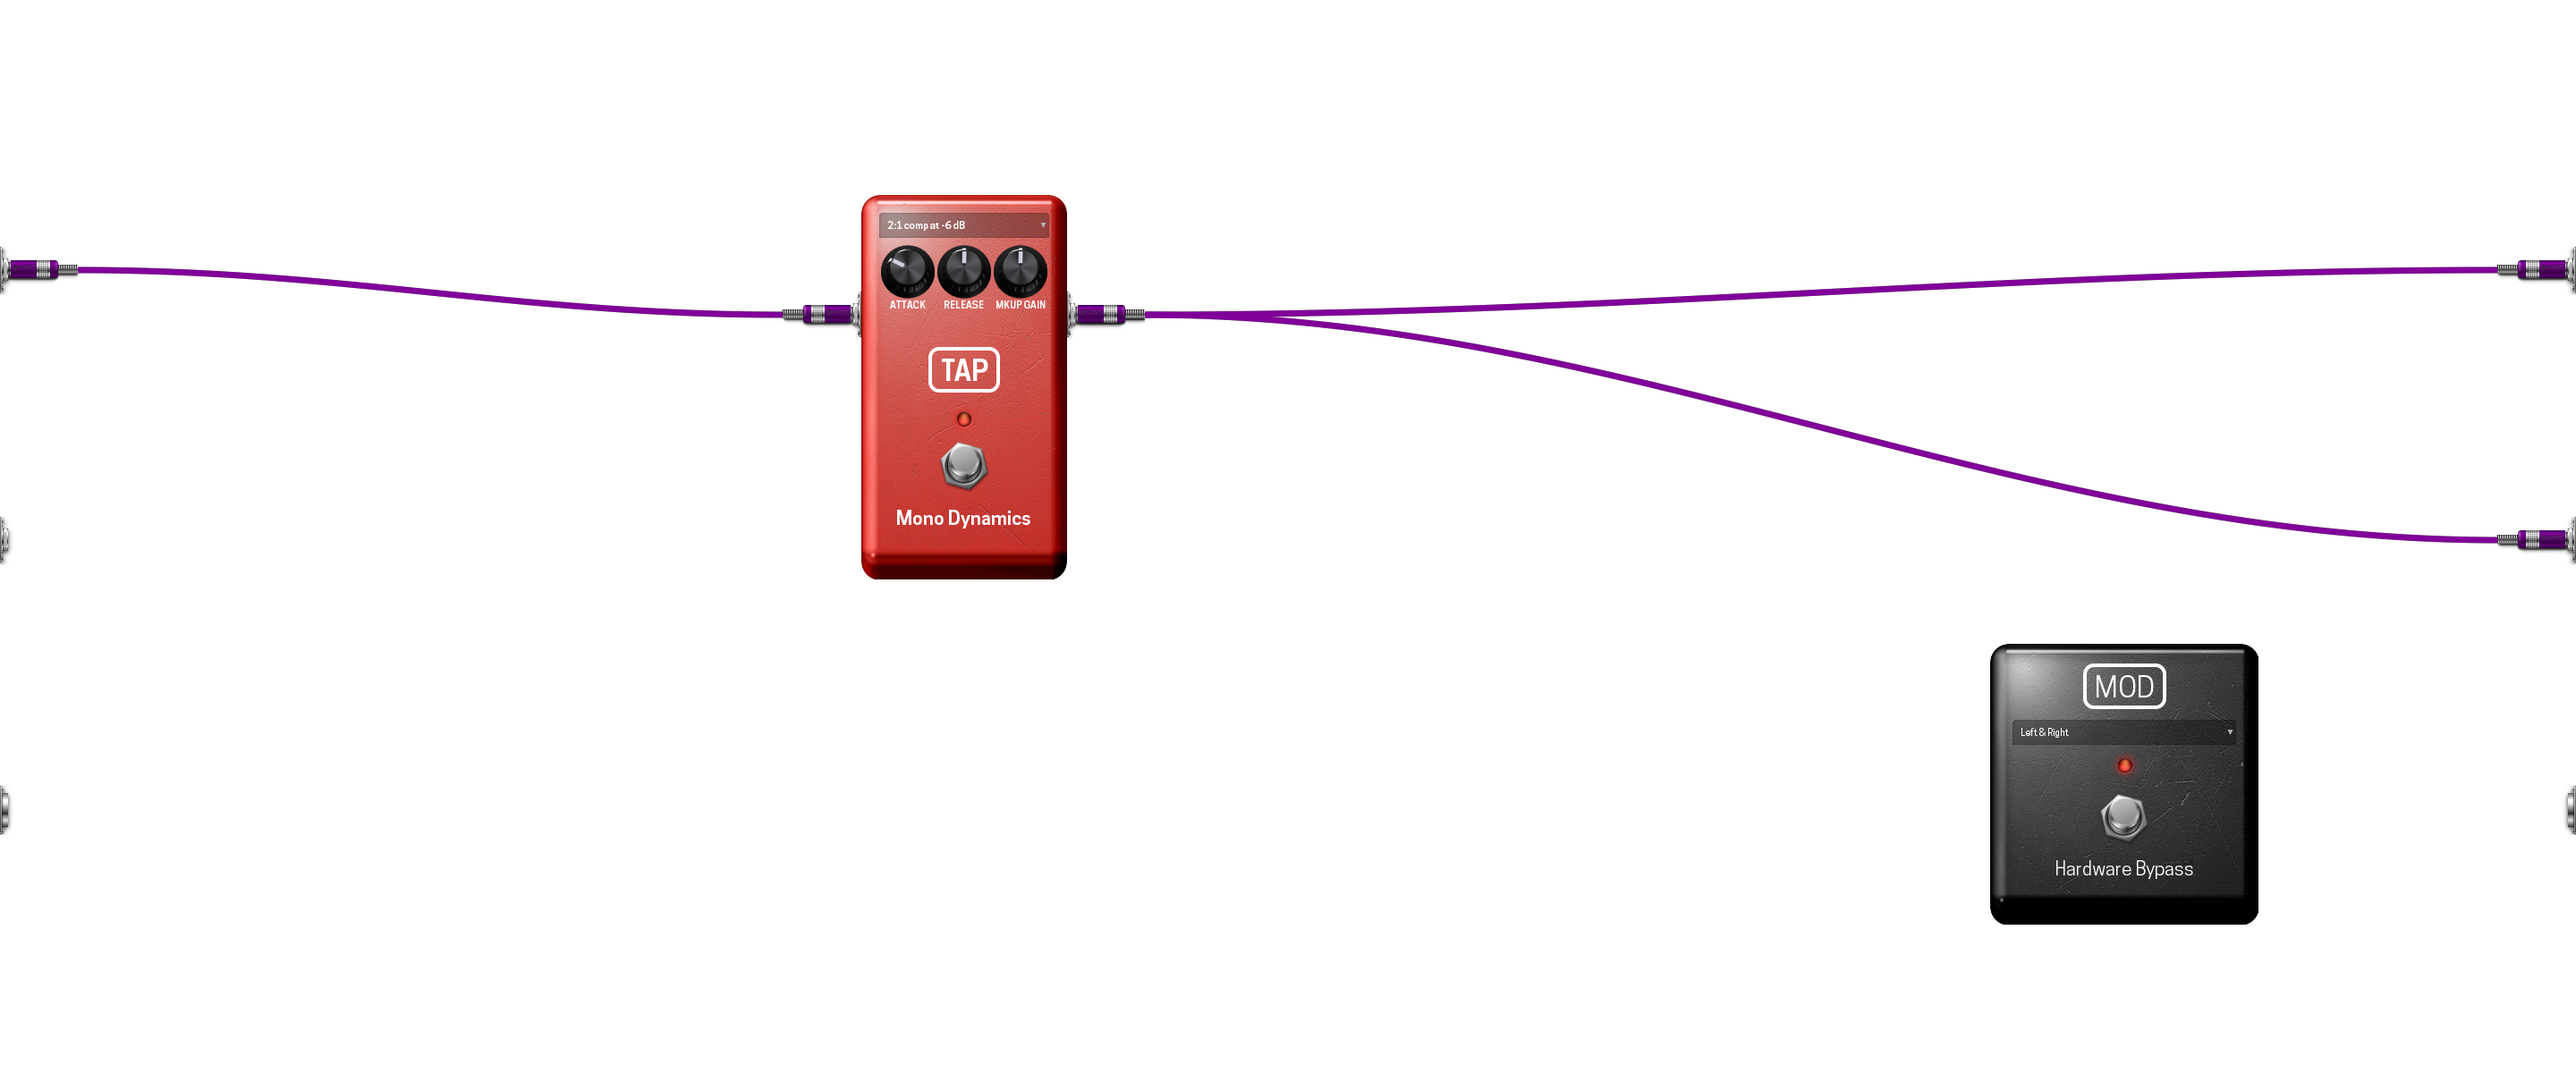 2:1 comp at -6 dB
ATTACK RELEASE MKUP GAIN
TAP
Mono Dynamics
MOD
Left & Right
Hardware Bypass